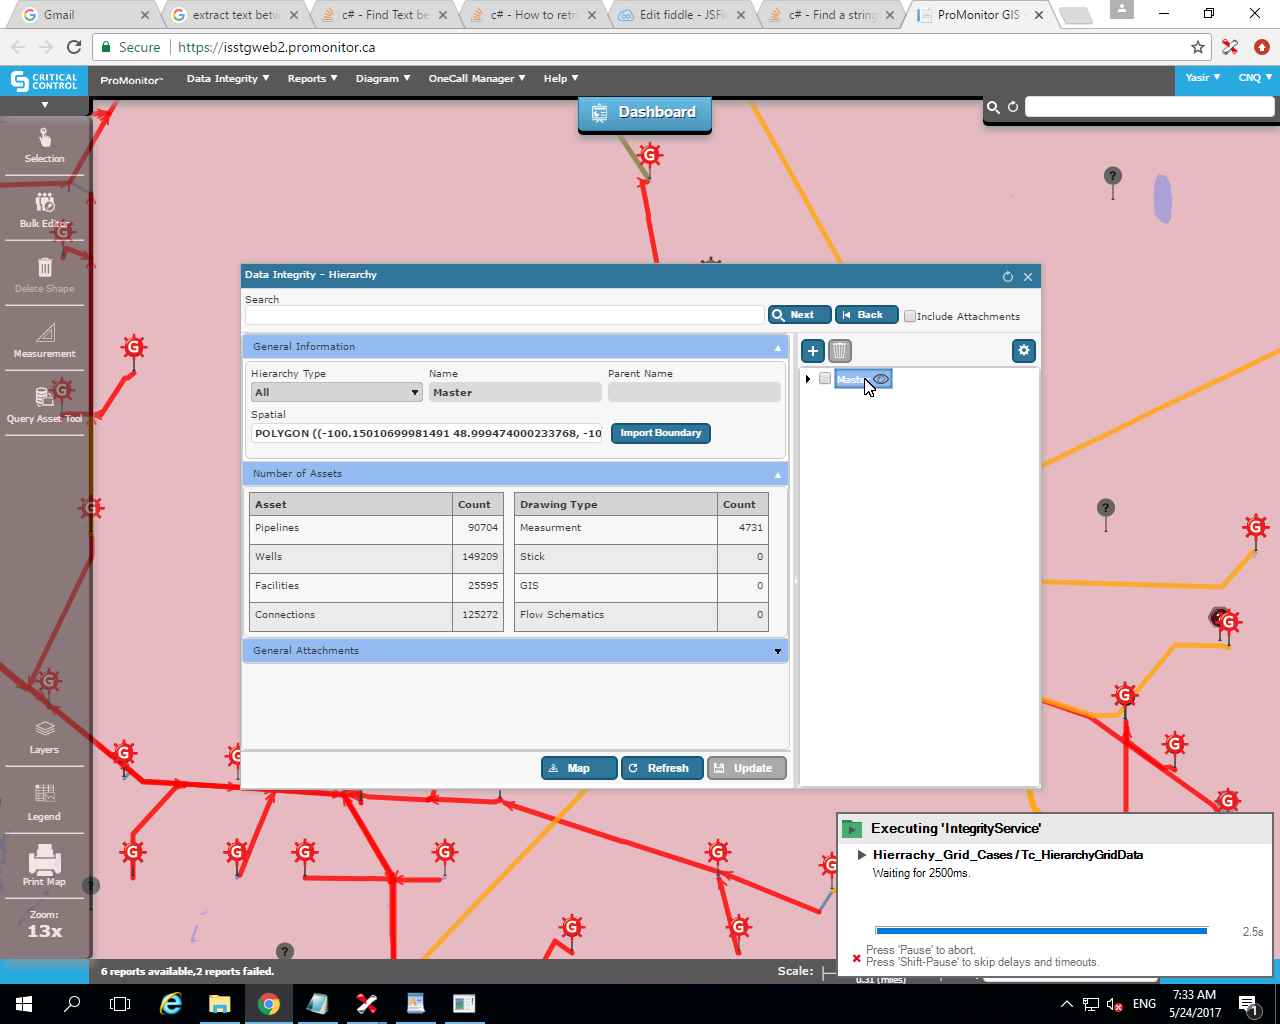 Gmail
extract text betw
c# - Find Text be
c# - How to retr
Edit fiddle - JSFi
c# - Find a string
ProMonitor GIS -
Secure
https://isstgweb2.promonitor.ca
CRITICAL CONTROL
ProMonitor™
Data Integrity ▼
Reports ▼
Diagram ▼
OneCall Manager ▼
Help ▼
Yasir ▼
CNQ ▼
Dashboard
Selection
Bulk Editor
Delete Shape
Measurement
Query Asset Tool
Layers
Legend
Print Map
Zoom:
13x
Data Integrity - Hierarchy
Search
Next
Back
Include Attachments
General Information
Hierarchy Type
Name
Parent Name
All
Master
Spatial
POLYGON ((-100.15010699981491 48.999474000233768, -10
Import Boundary
Number of Assets
Asset Count
Pipelines 90704
Wells 149209
Facilities 25595
Connections 125272
Drawing Type Count
Measurment 4731
Stick 0
GIS 0
Flow Schematics 0
General Attachments
Map
Refresh
Update
6 reports available,2 reports failed.
Scale:
0.31 (miles)
Executing 'IntegrityService'
Hierrachy_Grid_Cases / Tc_HierarchyGridData
Waiting for 2500ms.
2.5s
Press 'Pause' to abort.
Press 'Shift-Pause' to skip delays and timeouts.
ENG
7:33 AM
5/24/2017
1